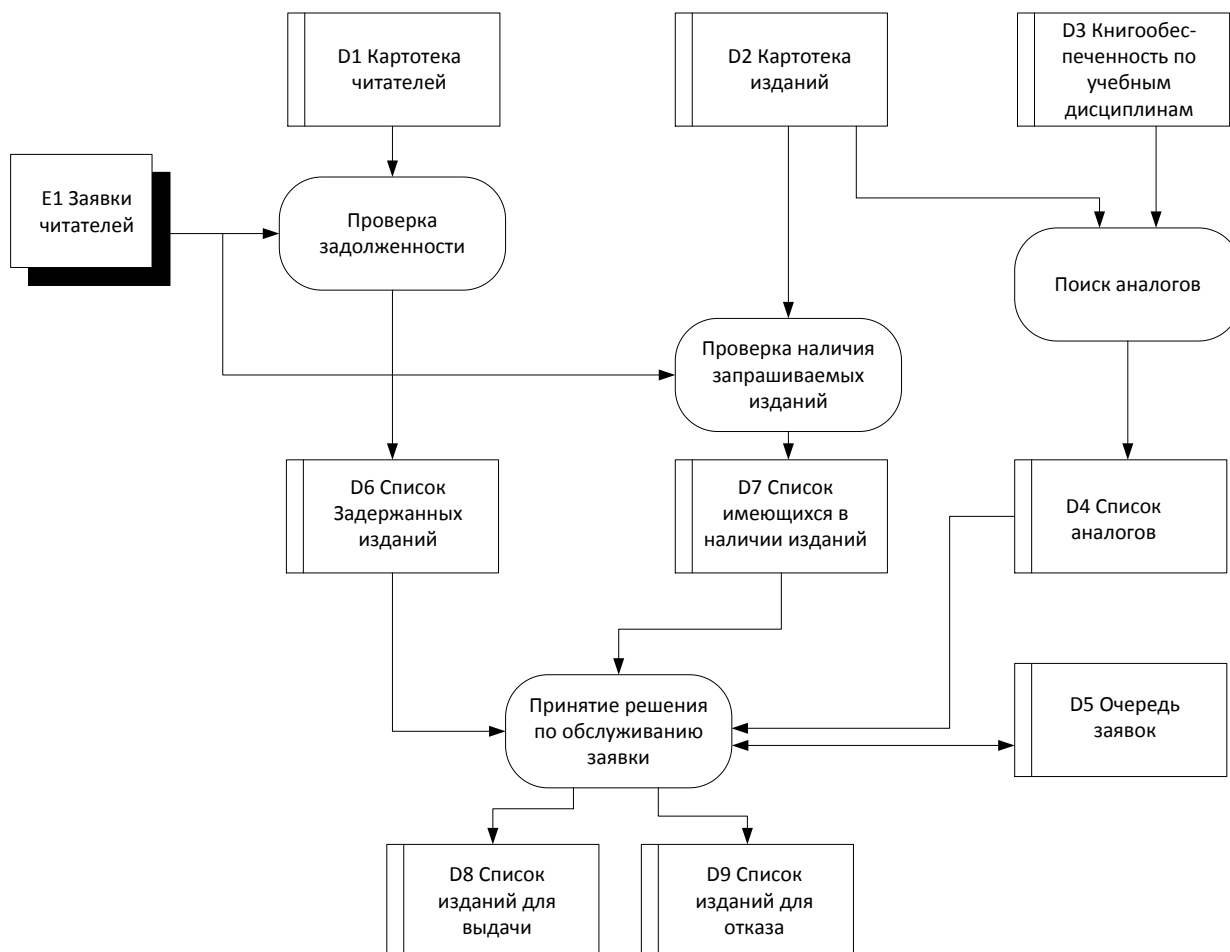 D1 Картотека
читателей
D2 Картотека
изданий
D3 Книгообес-
печенность по
учебным
дисциплинам
E1 Заявки
читателей
Проверка
задолженности
Поиск аналогов
Проверка наличия
запрашиваемых
изданий
D6 Список
Задержанных
изданий
D7 Список
имеющихся в
наличии изданий
D4 Список
аналогов
Принятие решения
по обслуживанию
заявки
D5 Очередь
заявок
D8 Список
изданий для
выдачи
D9 Список
изданий для
отказа